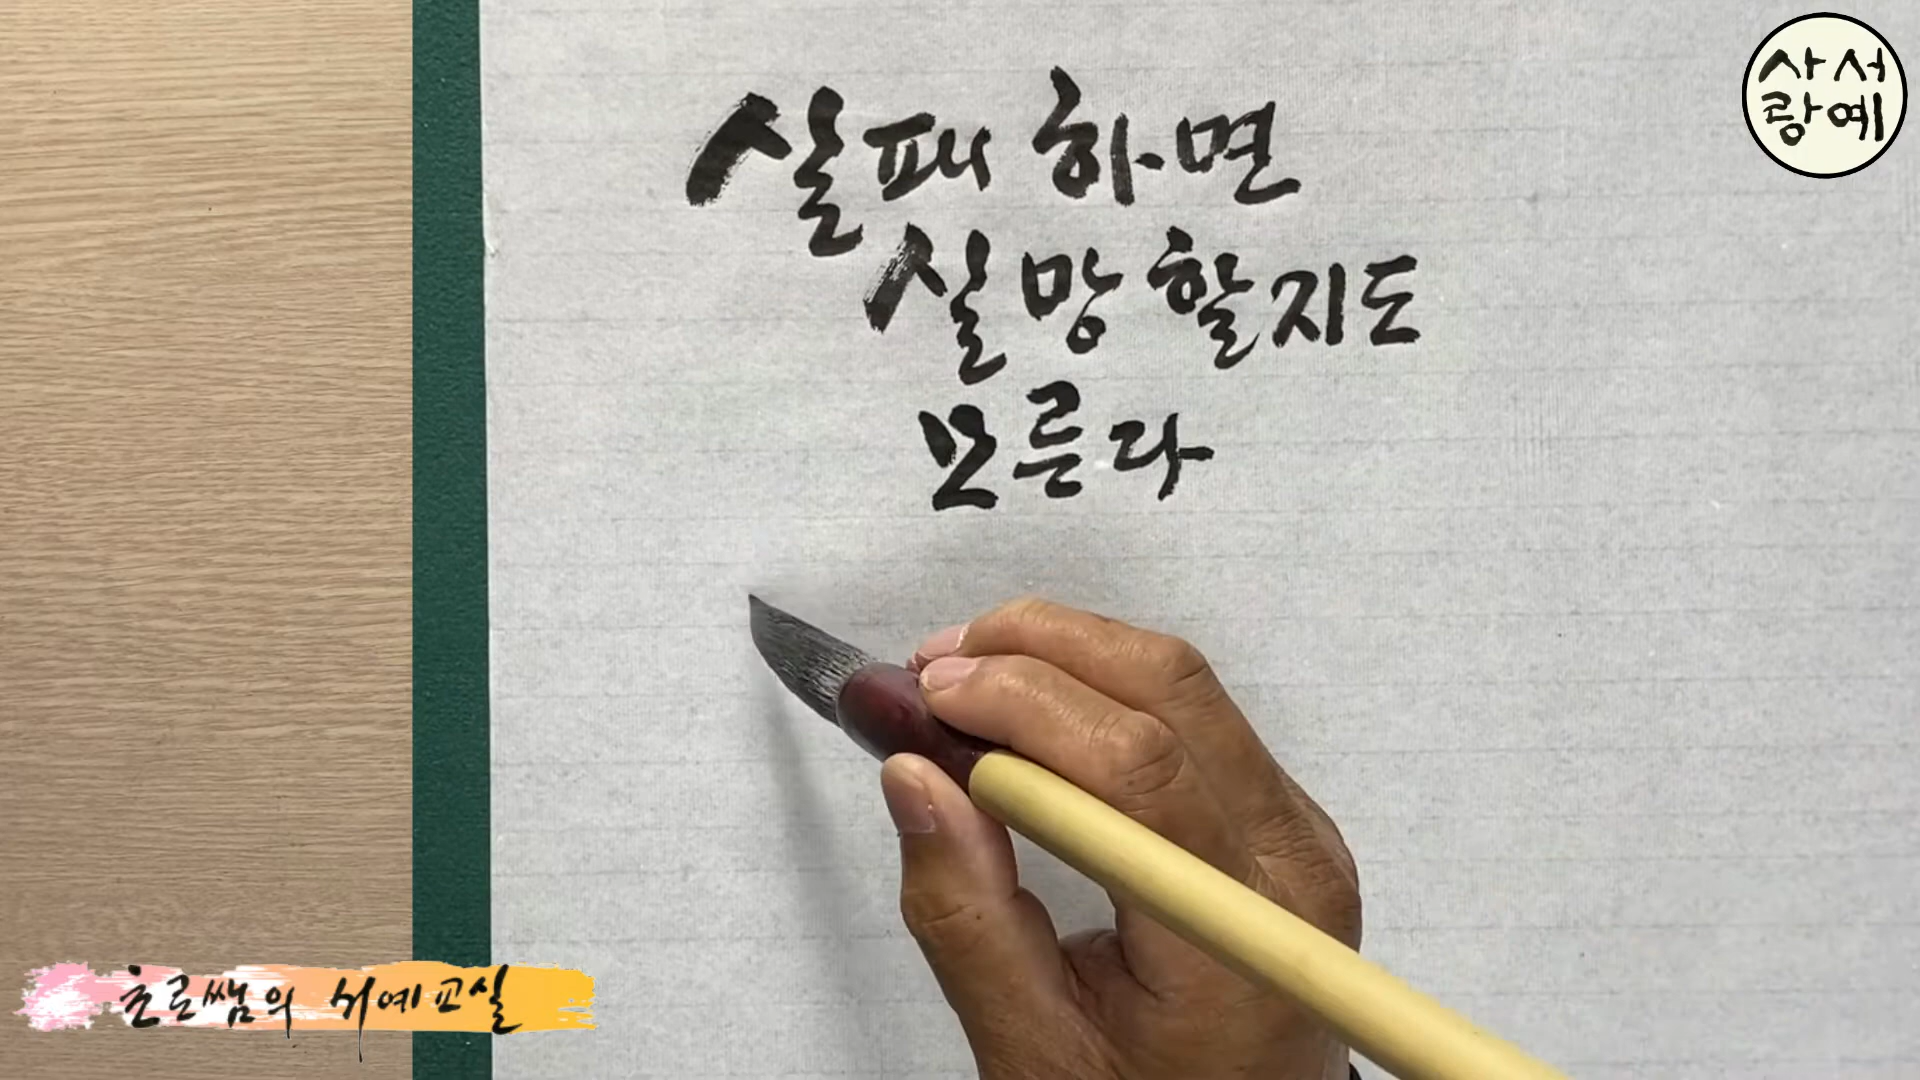 실패하면
실망할지도
모른다
사서
랑예
초로쌤의 서예교실